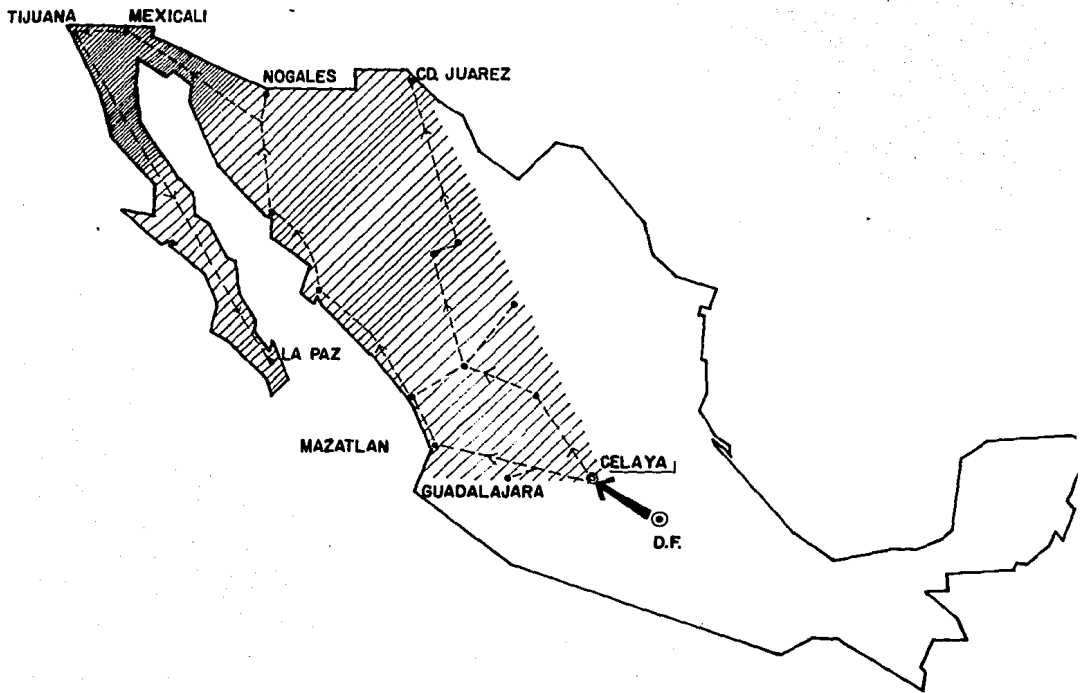 TIJUANA
MEXICALI
NOGALES
CD. JUAREZ
LA PAZ
MAZATLAN
CELAYA
GUADALAJARA
D.F.